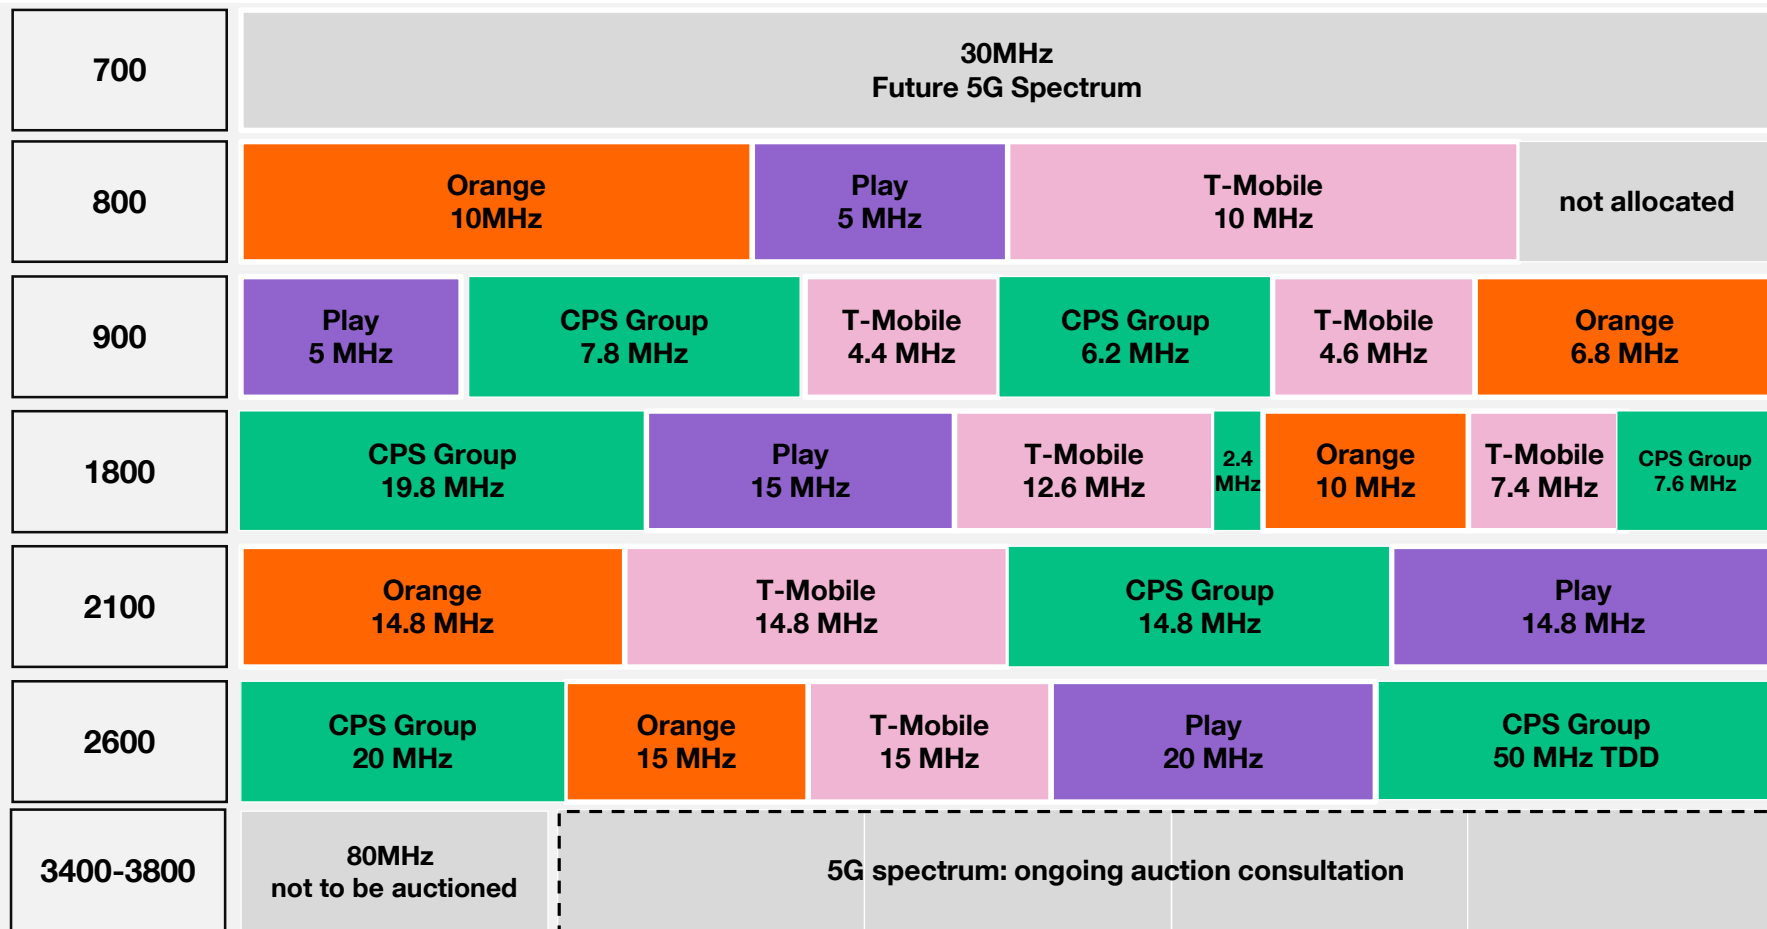 700
30MHz
Future 5G Spectrum
800
Orange
10MHz
Play
5 MHz
T-Mobile
10 MHz
not allocated
900
Play
5 MHz
CPS Group
7.8 MHz
T-Mobile
4.4 MHz
CPS Group
6.2 MHz
T-Mobile
4.6 MHz
Orange
6.8 MHz
1800
CPS Group
19.8 MHz
Play
15 MHz
T-Mobile
12.6 MHz
2.4
MHz
Orange
10 MHz
T-Mobile
7.4 MHz
CPS Group
7.6 MHz
2100
Orange
14.8 MHz
T-Mobile
14.8 MHz
CPS Group
14.8 MHz
Play
14.8 MHz
2600
CPS Group
20 MHz
Orange
15 MHz
T-Mobile
15 MHz
Play
20 MHz
CPS Group
50 MHz TDD
3400-3800
80MHz
not to be auctioned
5G spectrum: ongoing auction consultation